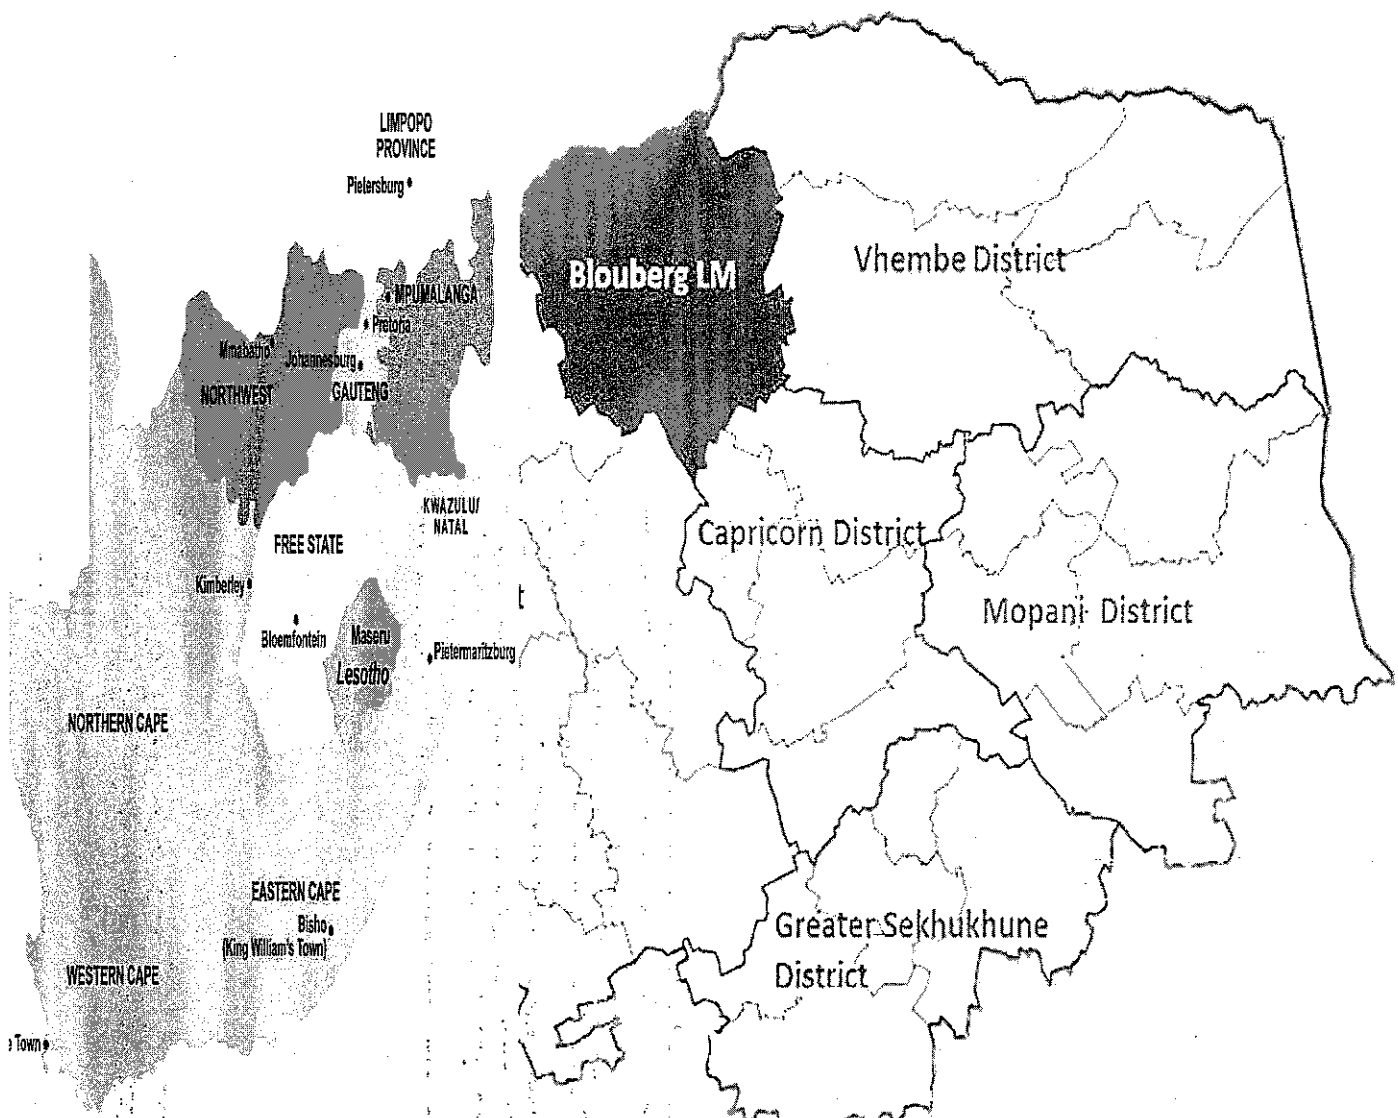 LIMPOPO
PROVINCE
Pietersburg
MPUMALANGA
Pretoria
Mmabatho
Johannesburg
NORTHWEST
GAUTENG
KWAZULU/
NATAL
FREE STATE
Kimberley
Bloemfontein
Maseru
Pietermaritzburg
Lesotho
NORTHERN CAPE
EASTERN CAPE
Bisho
(King William's Town)
WESTERN CAPE
e Town
Blouberg LM
Vhembe District
Capricorn District
t
Mopani District
Greater Sekhukhune
District